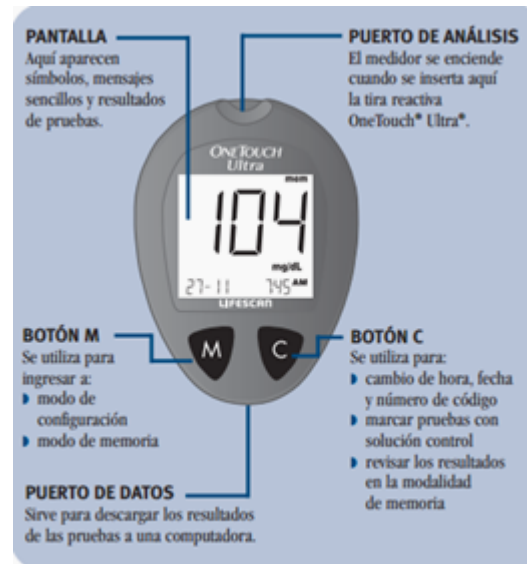 PANTALLA
Aquí aparecen
símbolos, mensajes
sencillos y resultados
de pruebas.
PUERTO DE ANÁLISIS
El medidor se enciende
cuando se inserta aquí
la tira reactiva
OneTouch® Ultra®.
ONETOUCH
Ultra
mem
104
mg/dL
27-11 7:45 AM
LIFESCAN
M
C
BOTÓN M
Se utiliza para
ingresar a:
modo de
configuración
modo de memoria
BOTÓN C
Se utiliza para:
cambio de hora, fecha
y número de código
marcar pruebas con
solución control
revisar los resultados
en la modalidad
de memoria
PUERTO DE DATOS
Sirve para descargar los resultados
de las pruebas a una computadora.